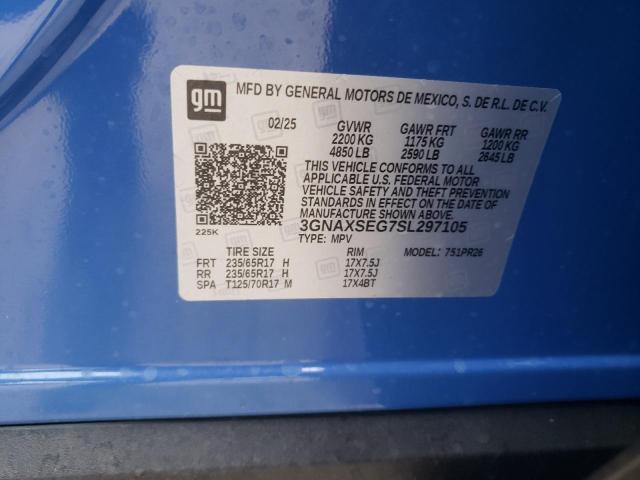 gm
MFD BY GENERAL MOTORS DE MEXICO, S. DE R.L. DE C.V.
02/25 GVWR GAWR FRT GAWR RR
2200 KG 1175 KG 1200 KG
4850 LB 2590 LB 2645 LB
THIS VEHICLE CONFORMS TO ALL
APPLICABLE U.S. FEDERAL MOTOR
VEHICLE SAFETY AND THEFT PREVENTION
STANDARDS IN EFFECT ON THE DATE OF
MANUFACTURE SHOWN ABOVE.
3GNAXSEG7SL297105
225K
TYPE: MPV MODEL: 751PR26
TIRE SIZE RIM
FRT 235/65R17 H 17X7.5J
RR 235/65R17 H 17X7.5J
SPA T125/70R17 M 17X4BT